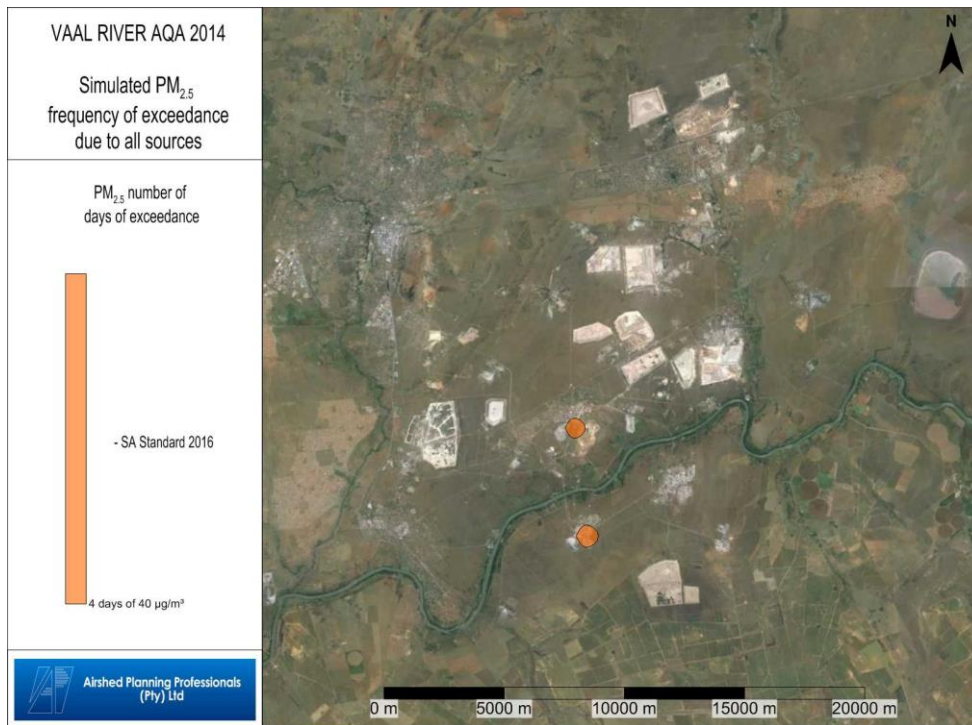 VAAL RIVER AQA 2014
Simulated PM2.5
frequency of exceedance
due to all sources
PM2.5 number of
days of exceedance
- SA Standard 2016
4 days of 40 µg/m³
Airshed Planning Professionals
(Pty) Ltd
N
0 m 5000 m 10000 m 15000 m 20000 m